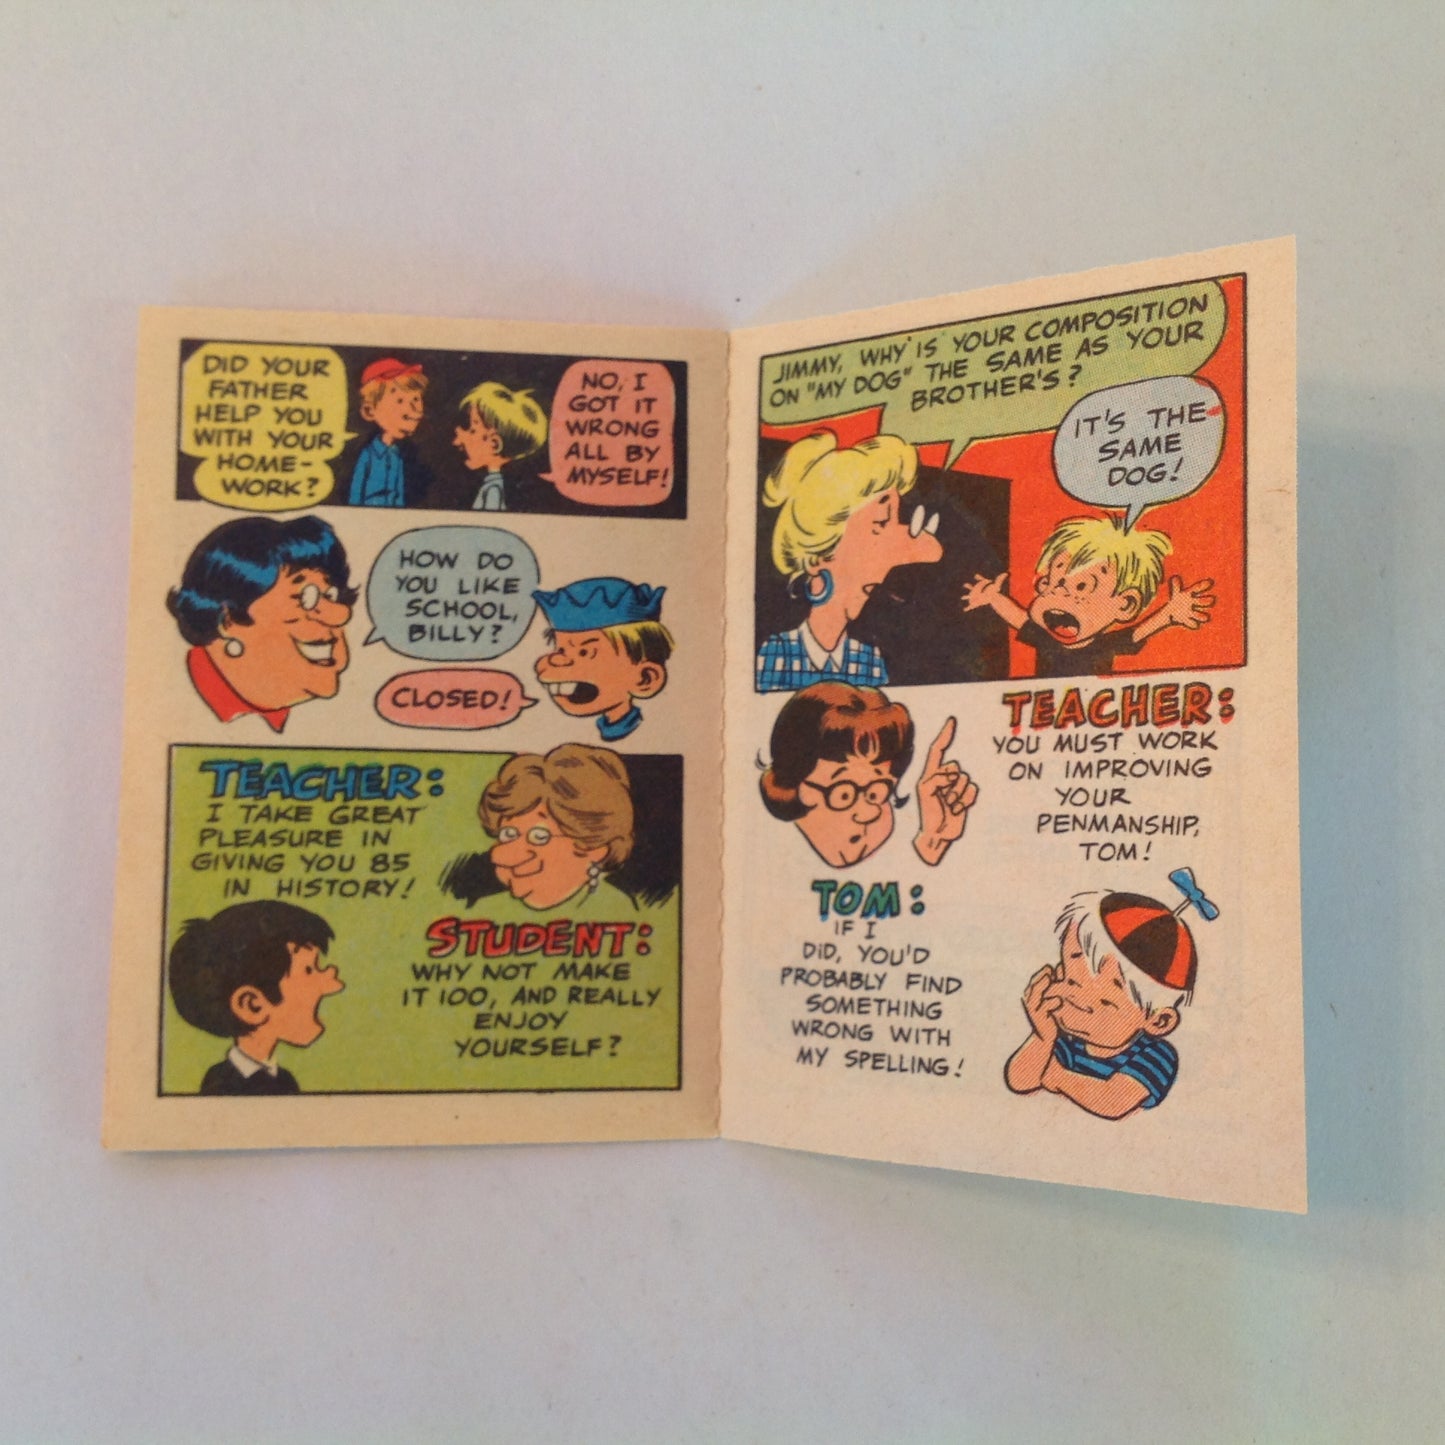 DID YOUR
FATHER
HELP YOU
WITH YOUR
HOME-
WORK?
NO, I
GOT IT
WRONG
ALL BY
MYSELF!
HOW DO
YOU LIKE
SCHOOL,
BILLY?
CLOSED!
TEACHER:
I TAKE GREAT
PLEASURE IN
GIVING YOU 85
IN HISTORY!
STUDENT:
WHY NOT MAKE
IT 100, AND REALLY
ENJOY
YOURSELF?
JIMMY, WHY IS YOUR COMPOSITION
ON "MY DOG" THE SAME AS YOUR
BROTHER'S?
IT'S THE
SAME
DOG!
TEACHER:
YOU MUST WORK
ON IMPROVING
YOUR
PENMANSHIP,
TOM!
TOM:
IF I
DID, YOU'D
PROBABLY FIND
SOMETHING
WRONG WITH
MY SPELLING!